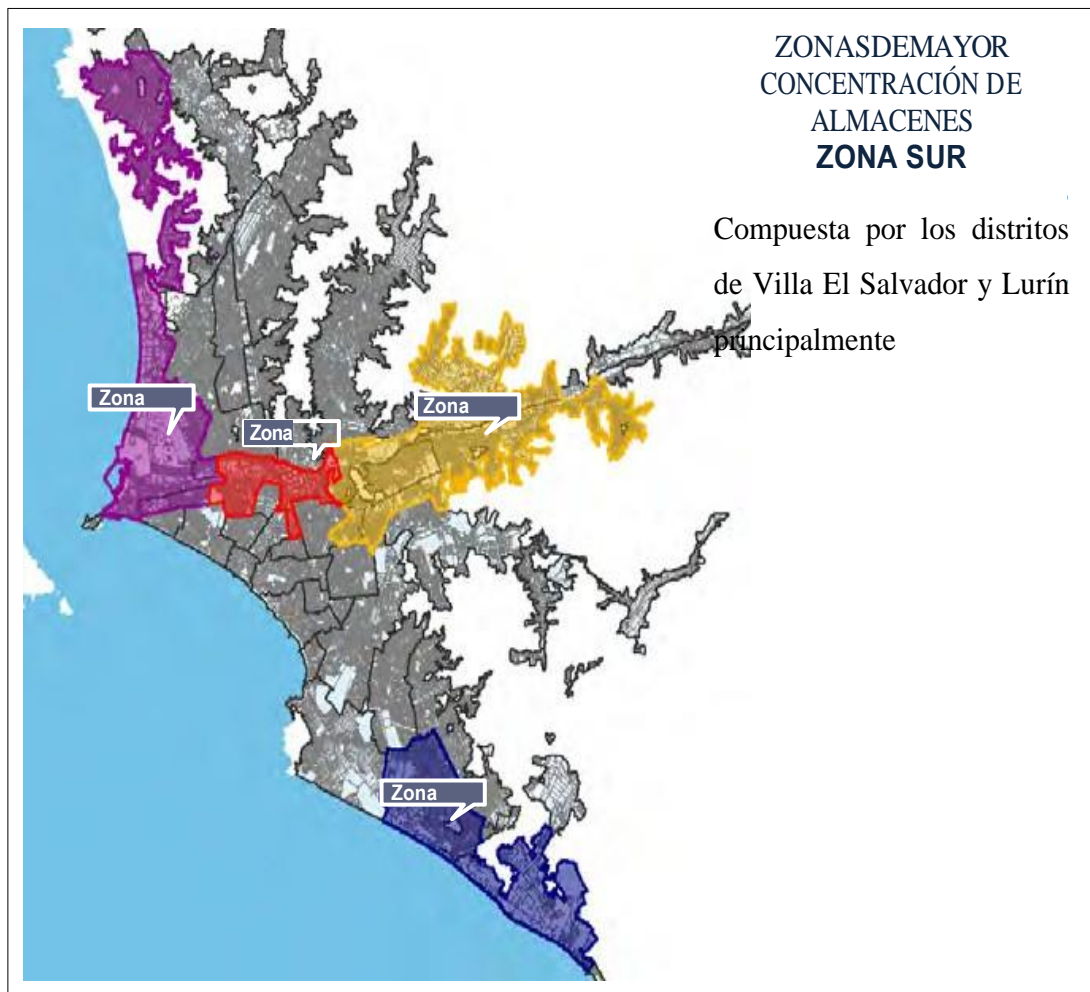 ZONASDEMAYOR
CONCENTRACIÓN DE
ALMACENES
ZONA SUR
Compuesta por los distritos
de Villa El Salvador y Lurín
principalmente
Zona
Zona
Zona
Zona